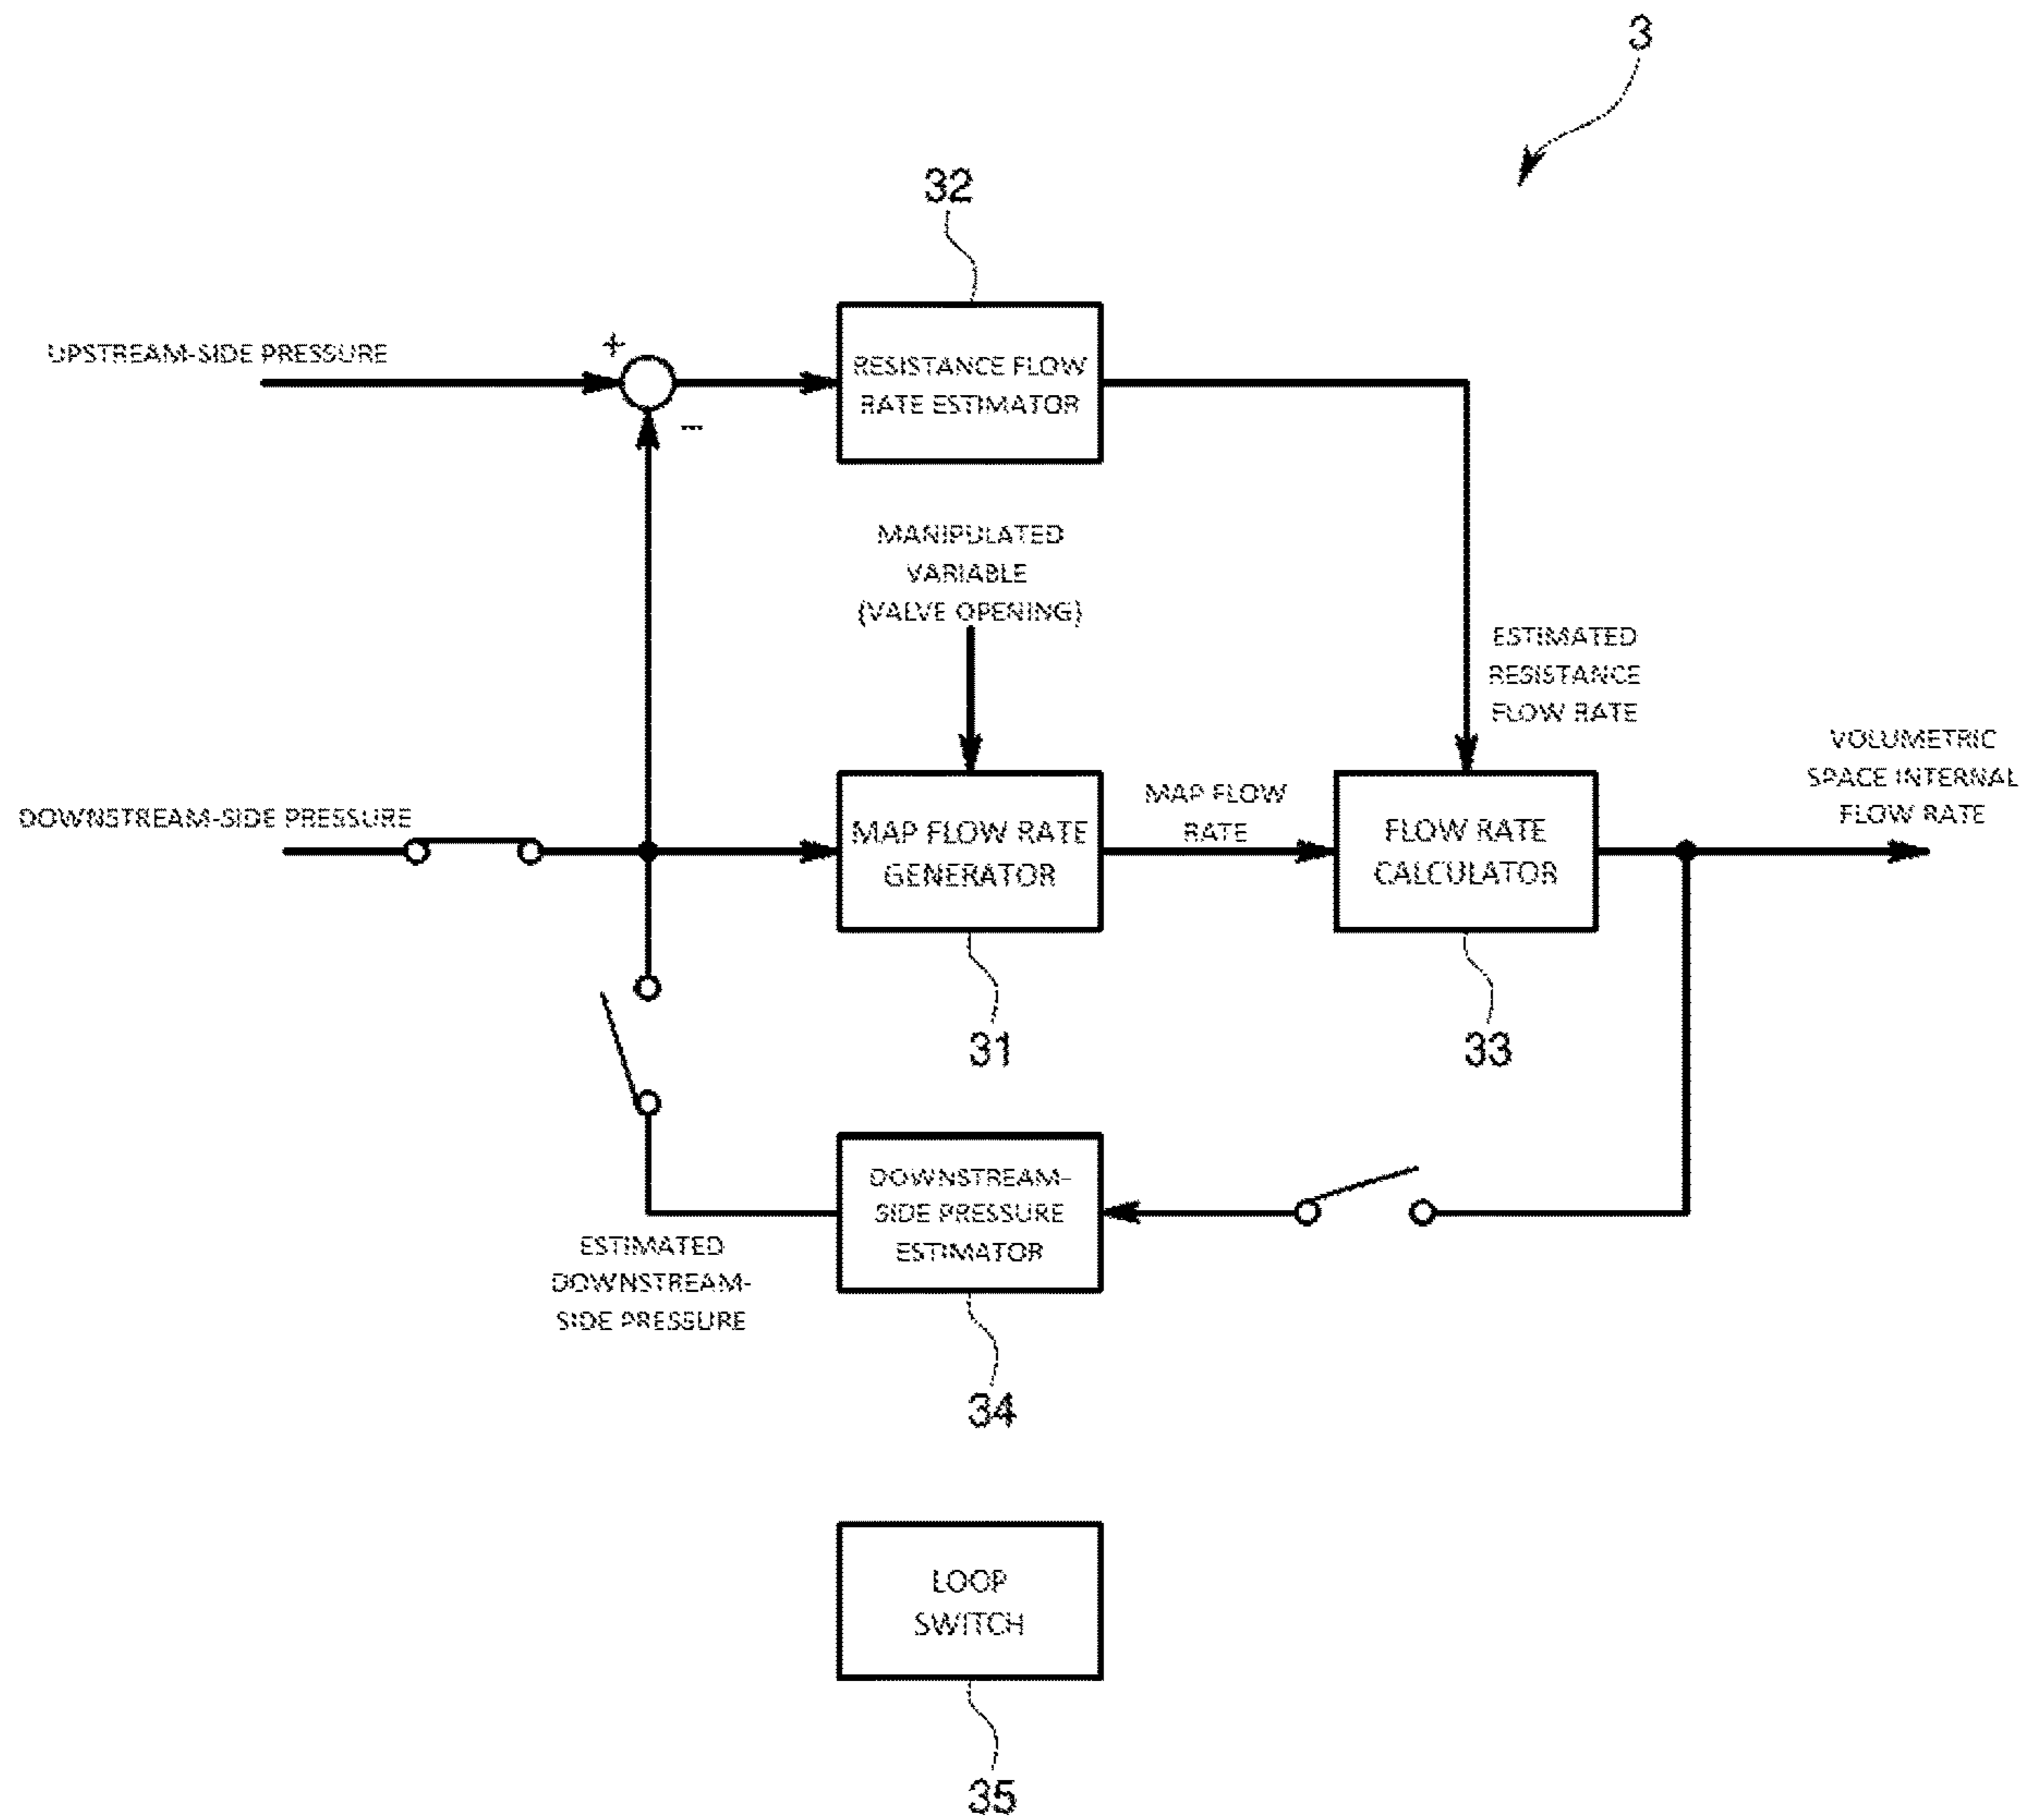 3
32
UPSTREAM-SIDE PRESSURE
+
−
RESISTANCE FLOW
RATE ESTIMATOR
MANIPULATED
VARIABLE
(VALVE OPENING)
ESTIMATED
RESISTANCE
FLOW RATE
VOLUMETRIC
SPACE INTERNAL
FLOW RATE
DOWNSTREAM-SIDE PRESSURE
MAP FLOW RATE
GENERATOR
MAP FLOW
RATE
FLOW RATE
CALCULATOR
31
33
DOWNSTREAM-
SIDE PRESSURE
ESTIMATOR
ESTIMATED
DOWNSTREAM-
SIDE PRESSURE
34
LOOP
SWITCH
35